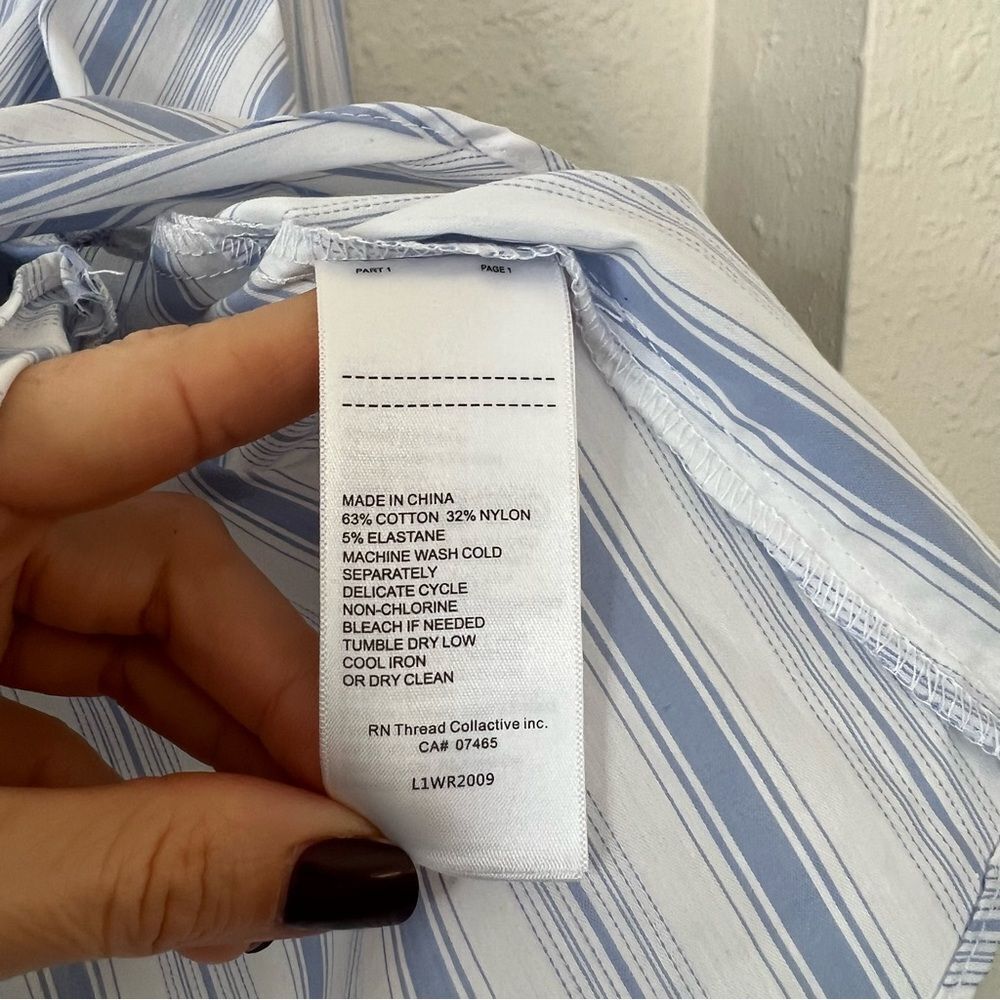 PART 1 PAGE 1
MADE IN CHINA
63% COTTON 32% NYLON
5% ELASTANE
MACHINE WASH COLD
SEPARATELY
DELICATE CYCLE
NON-CHLORINE
BLEACH IF NEEDED
TUMBLE DRY LOW
COOL IRON
OR DRY CLEAN
RN Thread Collactive inc.
CA# 07465
L1WR2009